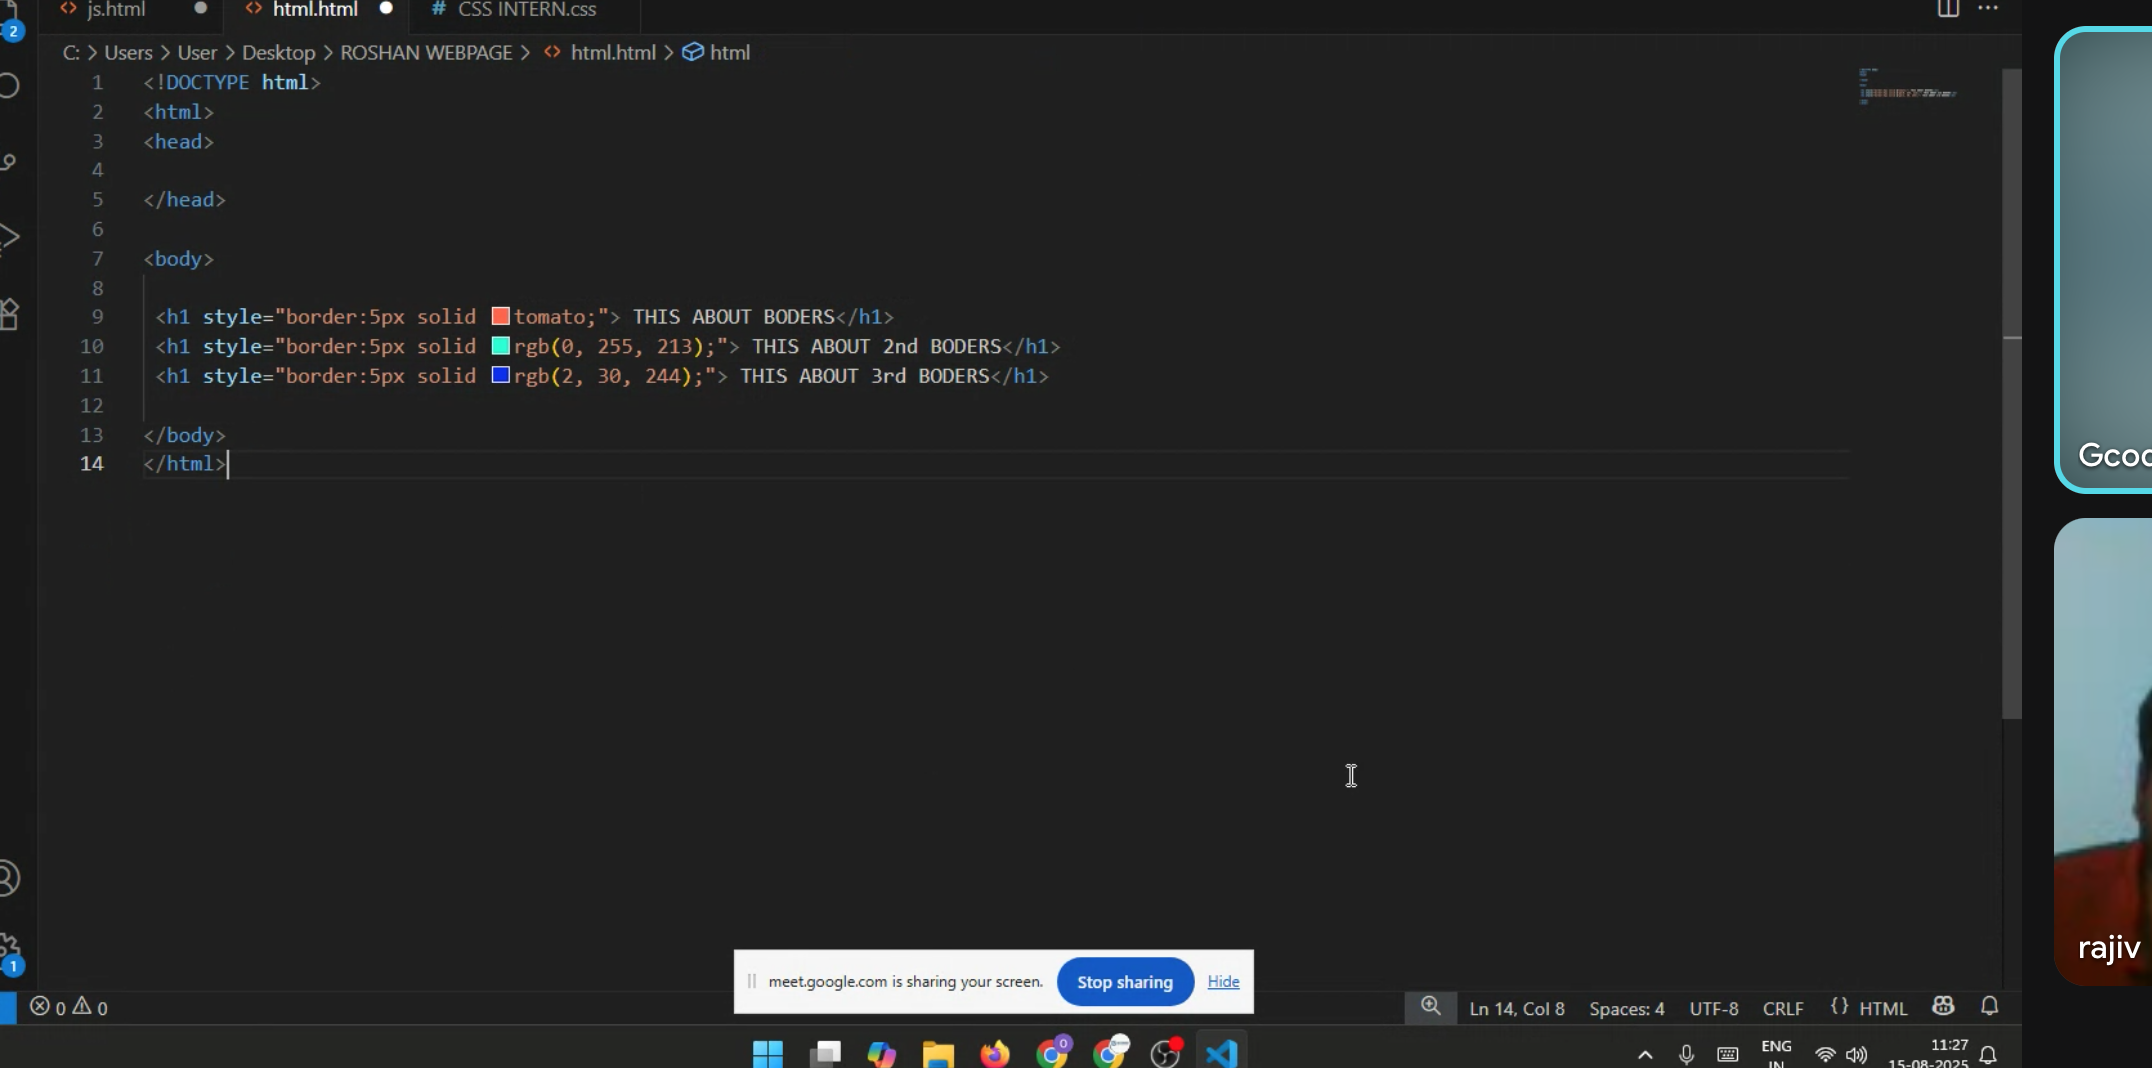 js.html html.html # CSS INTERN.css
C: > Users > User > Desktop > ROSHAN WEBPAGE > html.html > html
1 <!DOCTYPE html>
2 <html>
3 <head>
4
5 </head>
6
7 <body>
8
9 <h1 style="border:5px solid tomato;"> THIS ABOUT BODERS</h1>
10 <h1 style="border:5px solid rgb(0, 255, 213);"> THIS ABOUT 2nd BODERS</h1>
11 <h1 style="border:5px solid rgb(2, 30, 244);"> THIS ABOUT 3rd BODERS</h1>
12
13 </body>
14 </html>
2
1
Gcod
rajiv
meet.google.com is sharing your screen. Stop sharing Hide
0 0 Ln 14, Col 8 Spaces: 4 UTF-8 CRLF {} HTML
0
ENG
IN
11:27
15-08-2025